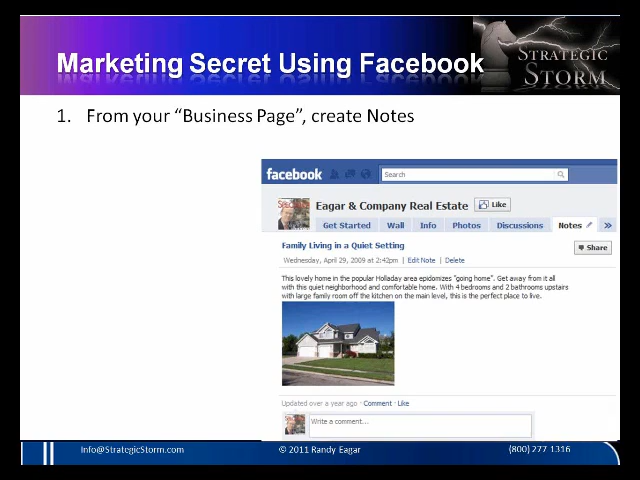 Marketing Secret Using Facebook
STRATEGIC
STORM
1. From your “Business Page”, create Notes
facebook
Search
Eagar & Company Real Estate
Like
Get Started Wall Info Photos Discussions Notes »
Family Living in a Quiet Setting
Share
Wednesday, April 29, 2009 at 2:42pm | Edit Note | Delete
This lovely home in the popular Holladay area epidomizes "going home". Get away from it all
with this quiet neighborhood and comfortable home. With 4 bedrooms and 2 bathrooms upstairs
with large family room off the kitchen on the main level, this is the perfect place to live.
Updated over a year ago · Comment · Like
Write a comment...
Info@StrategicStorm.com
© 2011 Randy Eagar
(800) 277 1316